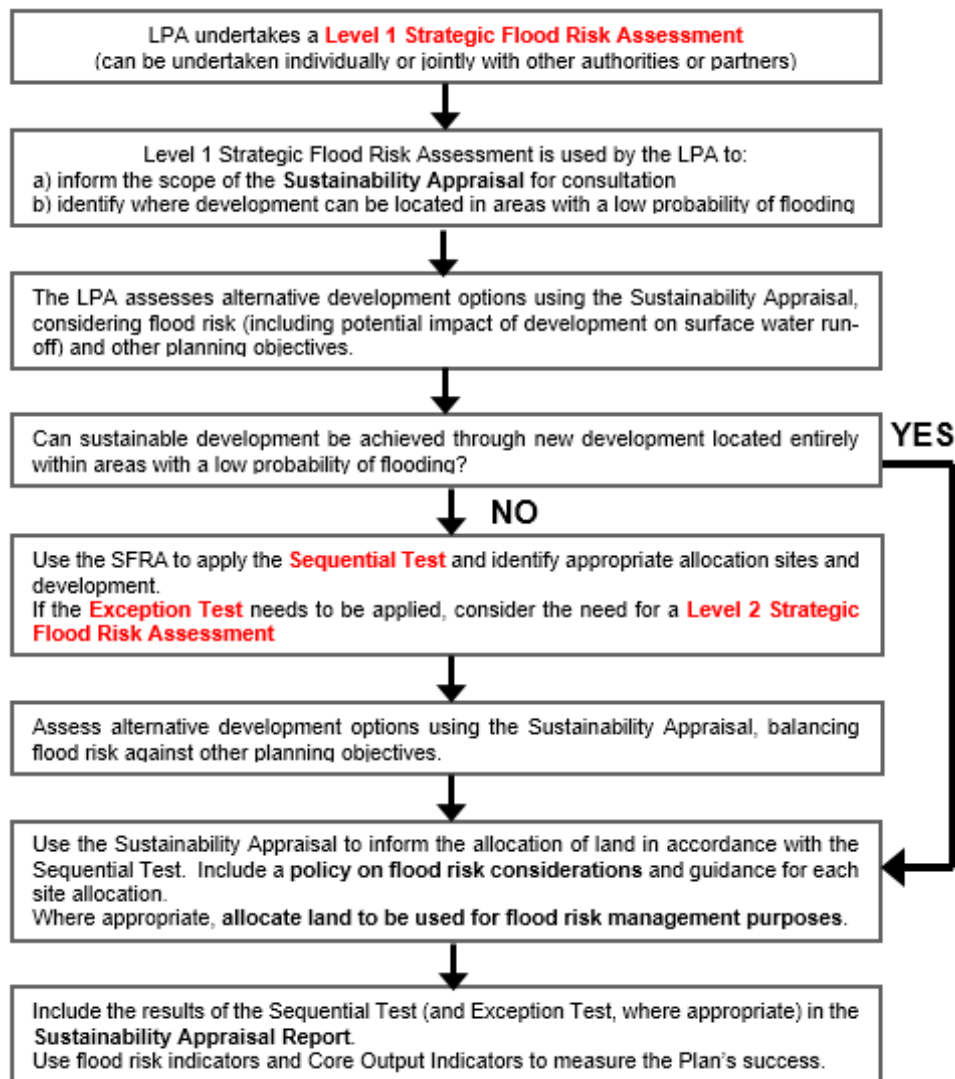 LPA undertakes a Level 1 Strategic Flood Risk Assessment
(can be undertaken individually or jointly with other authorities or partners)
Level 1 Strategic Flood Risk Assessment is used by the LPA to:
a) inform the scope of the Sustainability Appraisal for consultation
b) identify where development can be located in areas with a low probability of flooding
The LPA assesses alternative development options using the Sustainability Appraisal,
considering flood risk (including potential impact of development on surface water run-
off) and other planning objectives.
Can sustainable development be achieved through new development located entirely
within areas with a low probability of flooding?
YES
NO
Use the SFRA to apply the Sequential Test and identify appropriate allocation sites and
development.
If the Exception Test needs to be applied, consider the need for a Level 2 Strategic
Flood Risk Assessment
Assess alternative development options using the Sustainability Appraisal, balancing
flood risk against other planning objectives.
Use the Sustainability Appraisal to inform the allocation of land in accordance with the
Sequential Test. Include a policy on flood risk considerations and guidance for each
site allocation.
Where appropriate, allocate land to be used for flood risk management purposes.
Include the results of the Sequential Test (and Exception Test, where appropriate) in the
Sustainability Appraisal Report.
Use flood risk indicators and Core Output Indicators to measure the Plan's success.